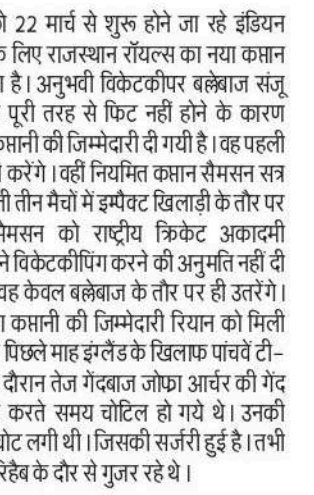 22 मार्च से शुरू होने जा रहे इंडियन
लिए राजस्थान रॉयल्स का नया कप्तान
है। अनुभवी विकेटकीपर बल्लेबाज संजू
पूरी तरह से फिट नहीं होने के कारण
की जिम्मेदारी दी गयी है। वह पहली
करेंगे। वहीं नियमित कप्तान सैमसन सत्र
तीन मैचों में इम्पैक्ट खिलाड़ी के तौर पर
को राष्ट्रीय क्रिकेट अकादमी
ने विकेटकीपिंग करने की अनुमति नहीं दी
वह केवल बल्लेबाज के तौर पर ही उतरेंगे।
कप्तानी की जिम्मेदारी रियान को मिली
पिछले माह इंग्लैंड के खिलाफ पांचवें टी-
दौरान तेज गेंदबाज जोफ्रा आर्चर की गेंद
करते समय चोटिल हो गये थे। उनकी
चोट लगी थी। जिसकी सर्जरी हुई है। तभी
रिहैब के दौर से गुजर रहे थे।